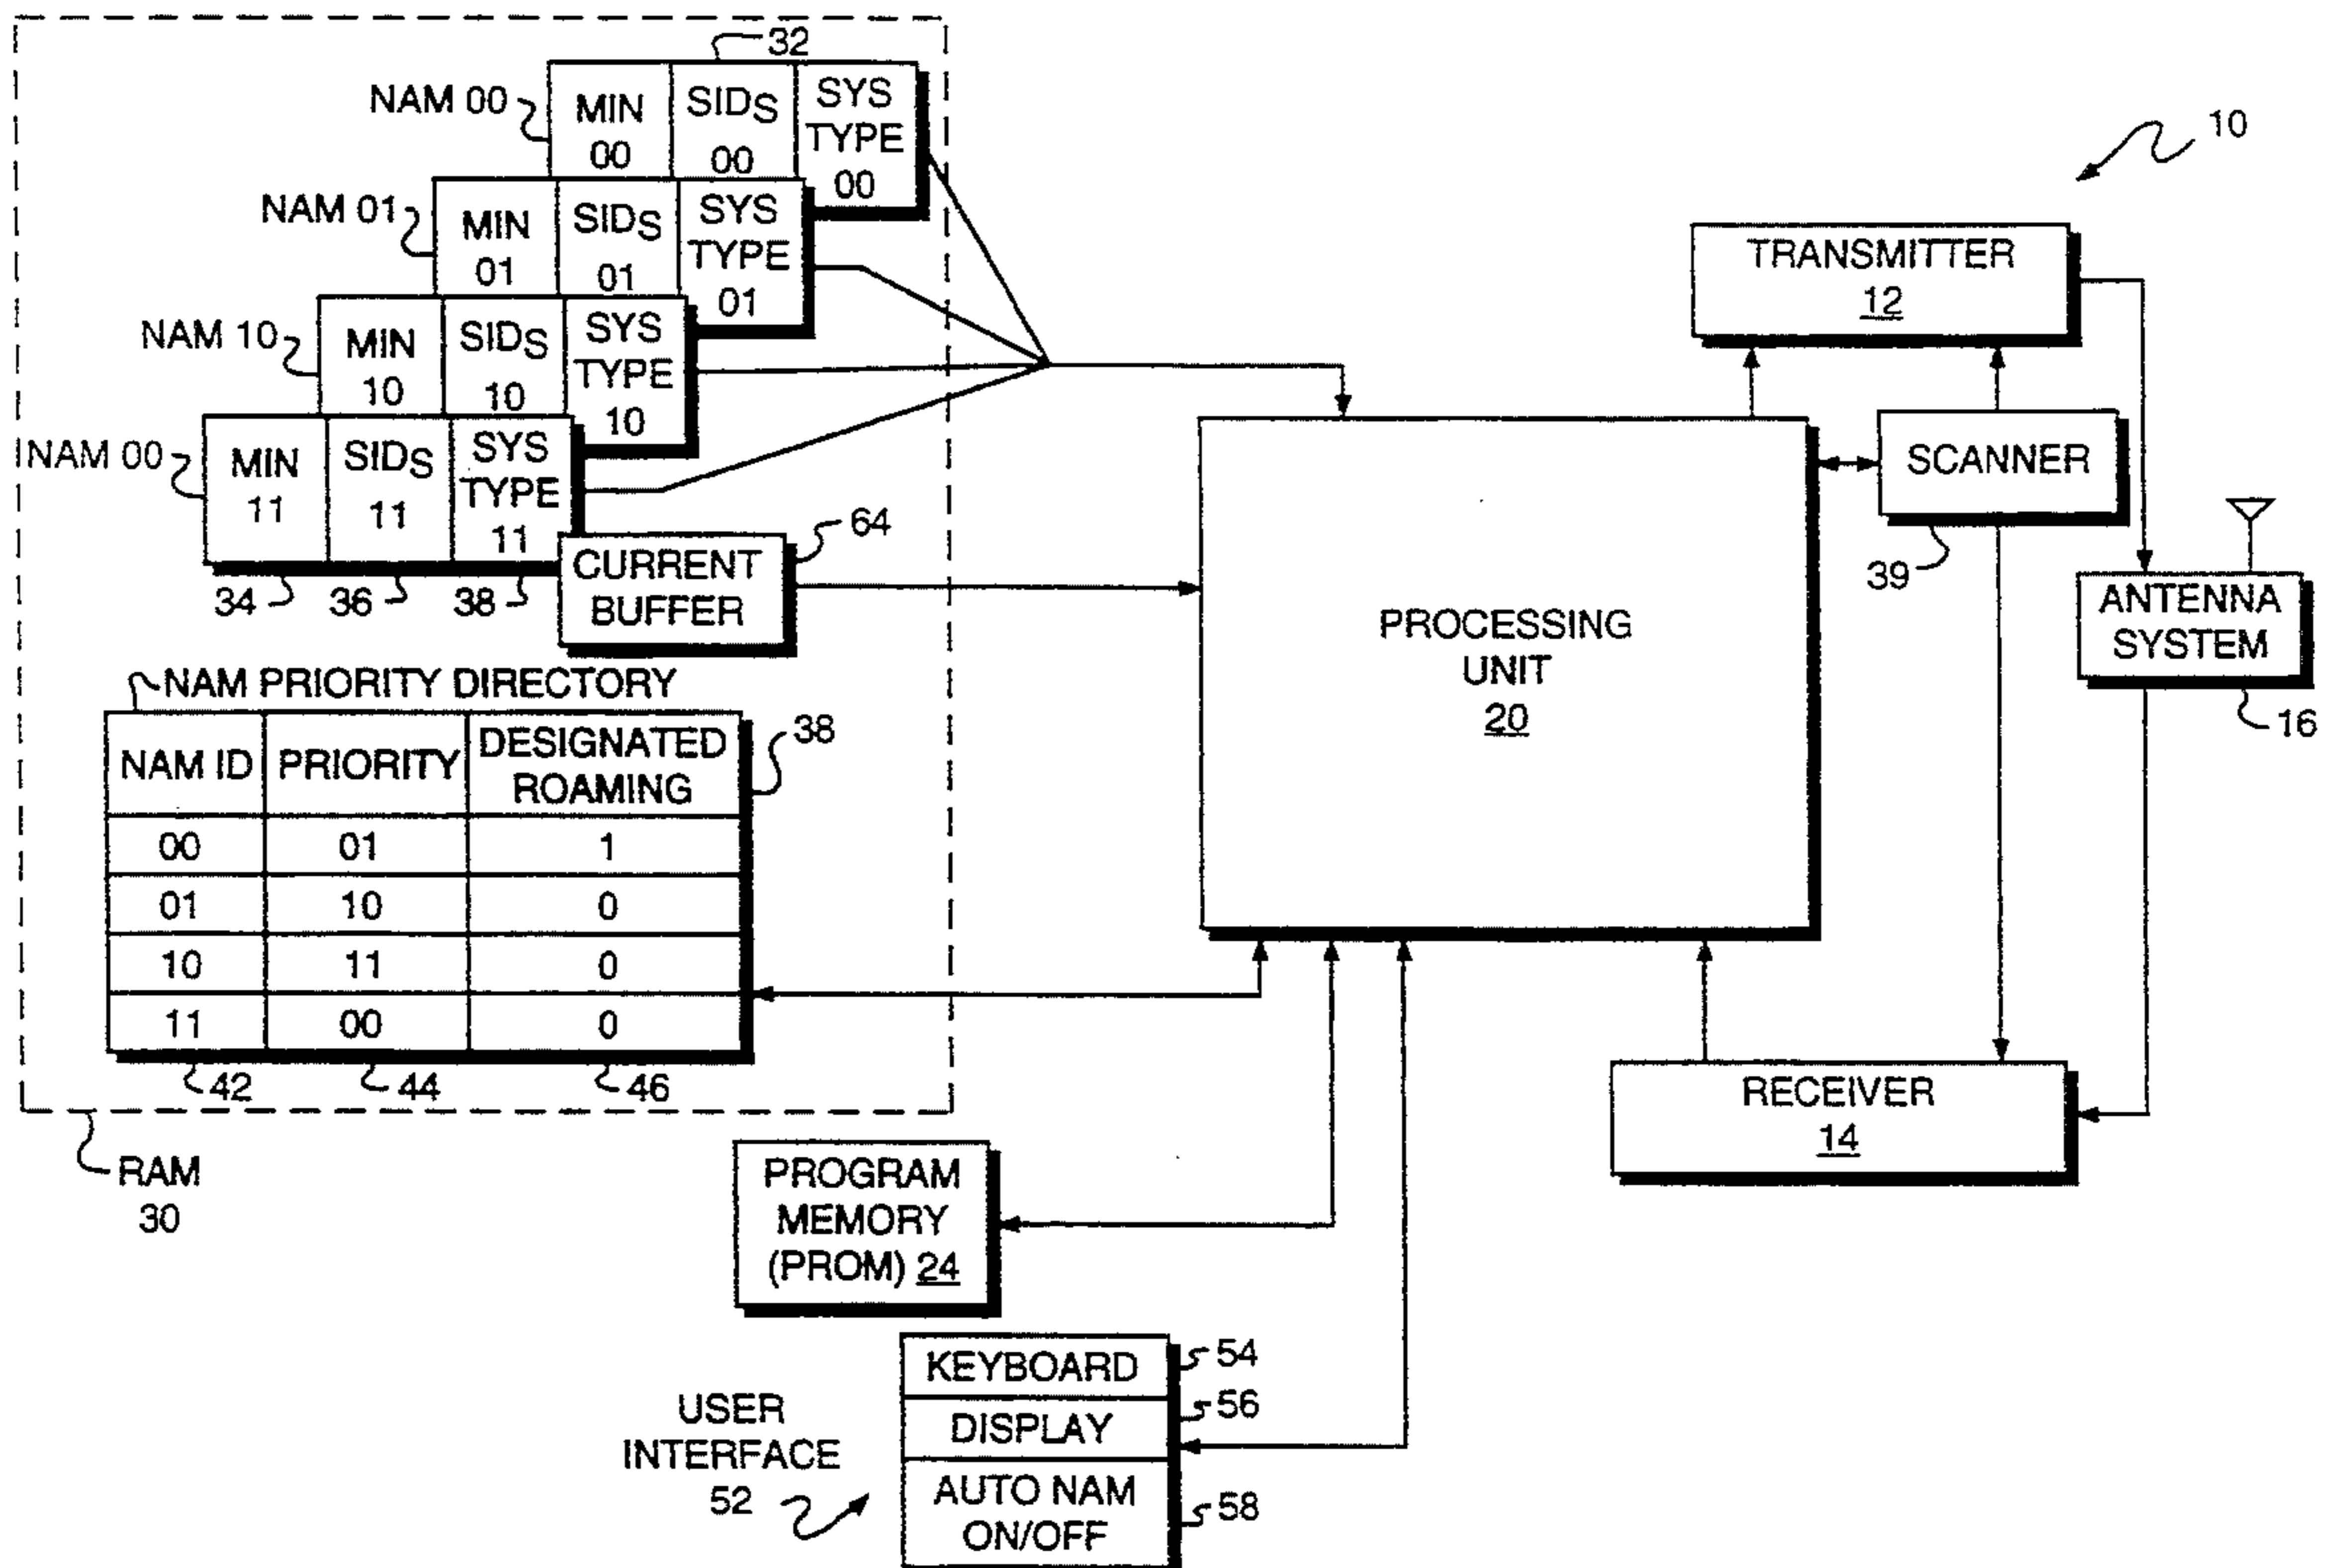 32
NAM 00
MIN
00
SIDS
00
SYS
TYPE
00
NAM 01
MIN
01
SIDS
01
SYS
TYPE
01
NAM 10
MIN
10
SIDS
10
SYS
TYPE
10
NAM 00
MIN
11
SIDS
11
SYS
TYPE
11
34
36
38
CURRENT
BUFFER
64
NAM PRIORITY DIRECTORY
NAM ID PRIORITY DESIGNATED
ROAMING
38
00 01 1
01 10 0
10 11 0
11 00 0
42 44 46
RAM
30
10
TRANSMITTER
12
SCANNER
39
ANTENNA
SYSTEM
16
PROCESSING
UNIT
20
RECEIVER
14
PROGRAM
MEMORY
(PROM) 24
USER
INTERFACE
52
KEYBOARD
54
DISPLAY
56
AUTO NAM
ON/OFF
58